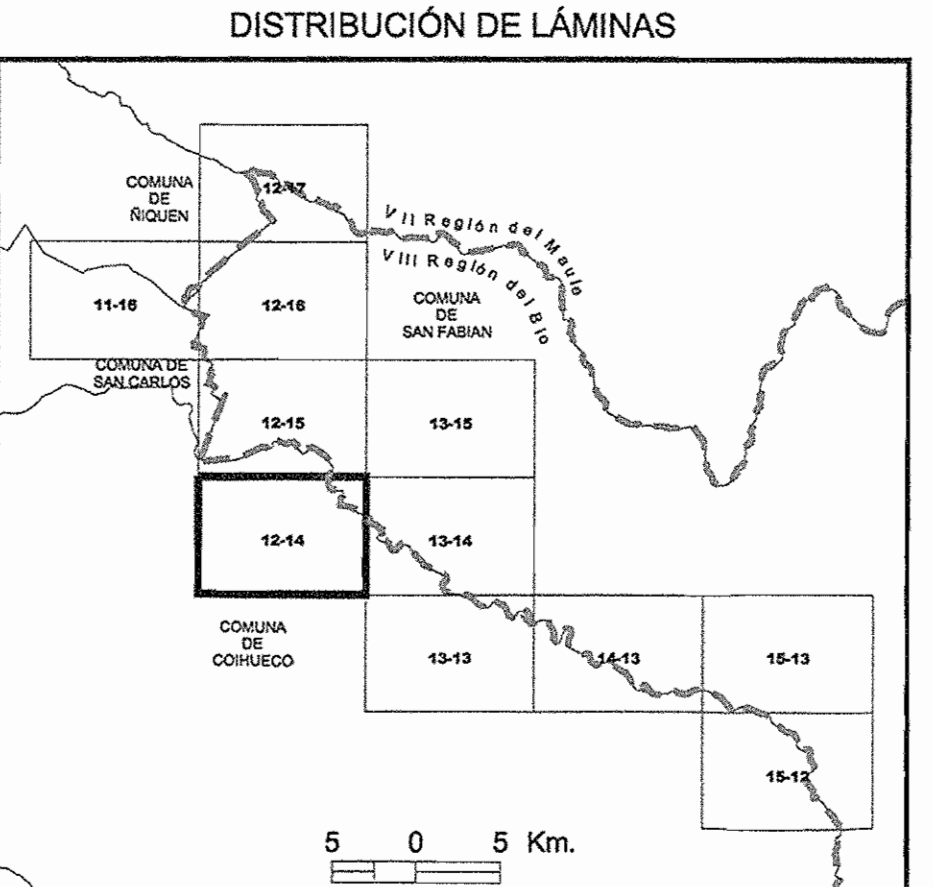 DISTRIBUCIÓN DE LÁMINAS
12-17
COMUNA
DE
ÑIQUEN
VII Región del Maule
VIII Región del Bío
11-16
12-16
COMUNA
DE
SAN FABIAN
COMUNA DE
SAN CARLOS
12-15
13-15
12-14
13-14
COMUNA
DE
COIHUECO
13-13
14-13
15-13
15-12
5 0 5 Km.